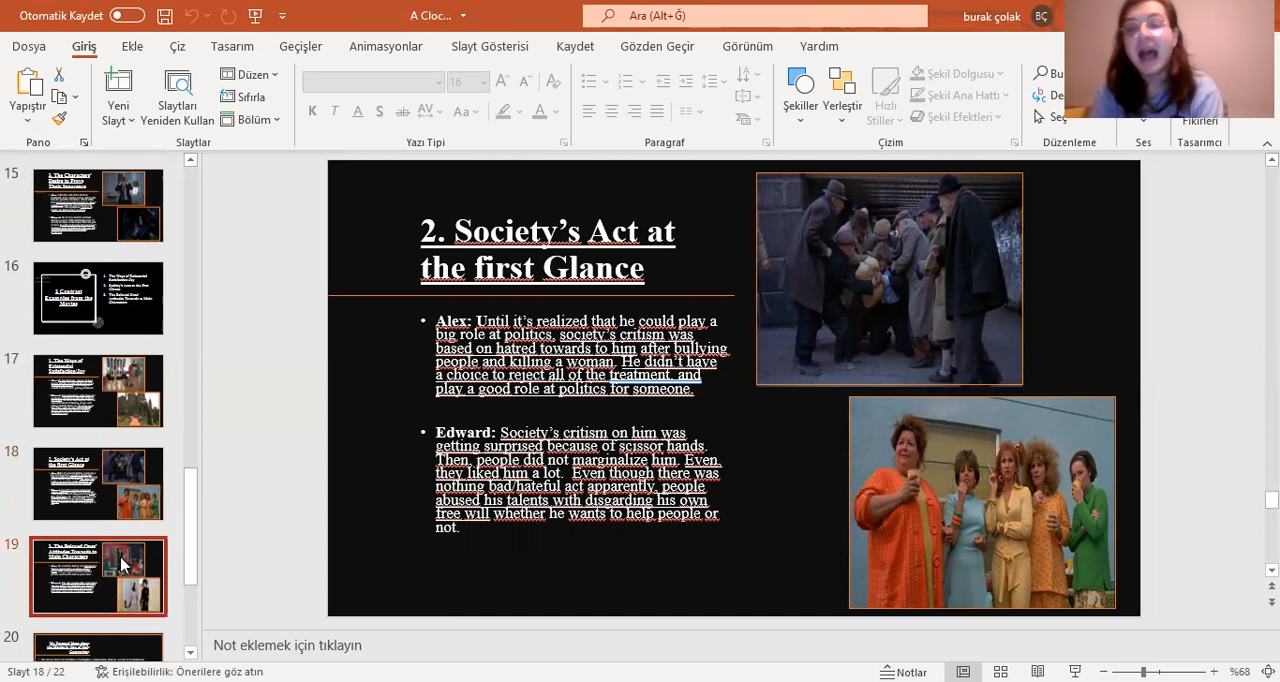 Otomatik Kaydet
A Cloc...
Ara (Alt+Ğ)
burak çolak
BÇ
Dosya
Giriş
Ekle
Çiz
Tasarım
Geçişler
Animasyonlar
Slayt Gösterisi
Kaydet
Gözden Geçir
Görünüm
Yardım
Yapıştır
Yeni
Slayt
Slaytları
Yeniden Kullan
Düzen
Sıfırla
Bölüm
16
K T A S ab AV Aa
Şekiller
Yerleştir
Hızlı
Stiller
Şekil Dolgusu
Şekil Ana Hattı
Şekil Efektleri
Bu
De
Seç
Fikirleri
Pano
Slaytlar
Yazı Tipi
Paragraf
Çizim
Düzenleme
Ses
Tasarımcı
15
16
17
18
19
20
2. Society's Act at
the first Glance
• Alex: Until it's realized that he could play a
big role at politics, society's critism was
based on hatred towards to him after bullying
people and killing a woman. He didn't have
a choice to reject all of the treatment, and
play a good role at politics for someone.
• Edward: Society's critism on him was
getting surprised because of scissor hands.
Then, people did not marginalize him. Even,
they liked him a lot. Even though there was
nothing bad/hateful act apparently, people
abused his talents with disregarding his own
free will whether he wants to help people or
not.
Not eklemek için tıklayın
Slayt 18 / 22
Erişilebilirlik: Önerilere göz atın
Notlar
%68